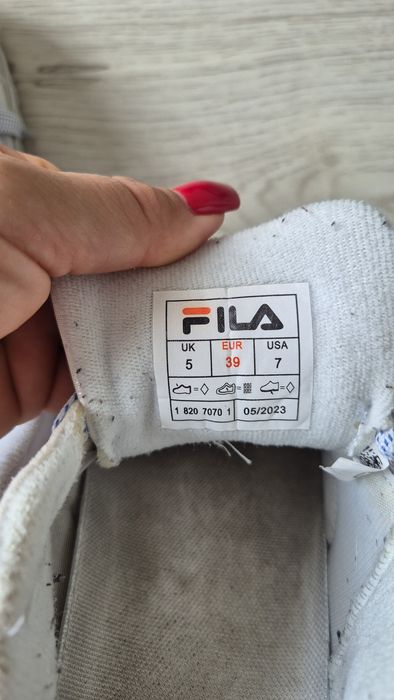 FILA
UK EUR USA
5 39 7
= = =
1 820 7070 1 05/2023